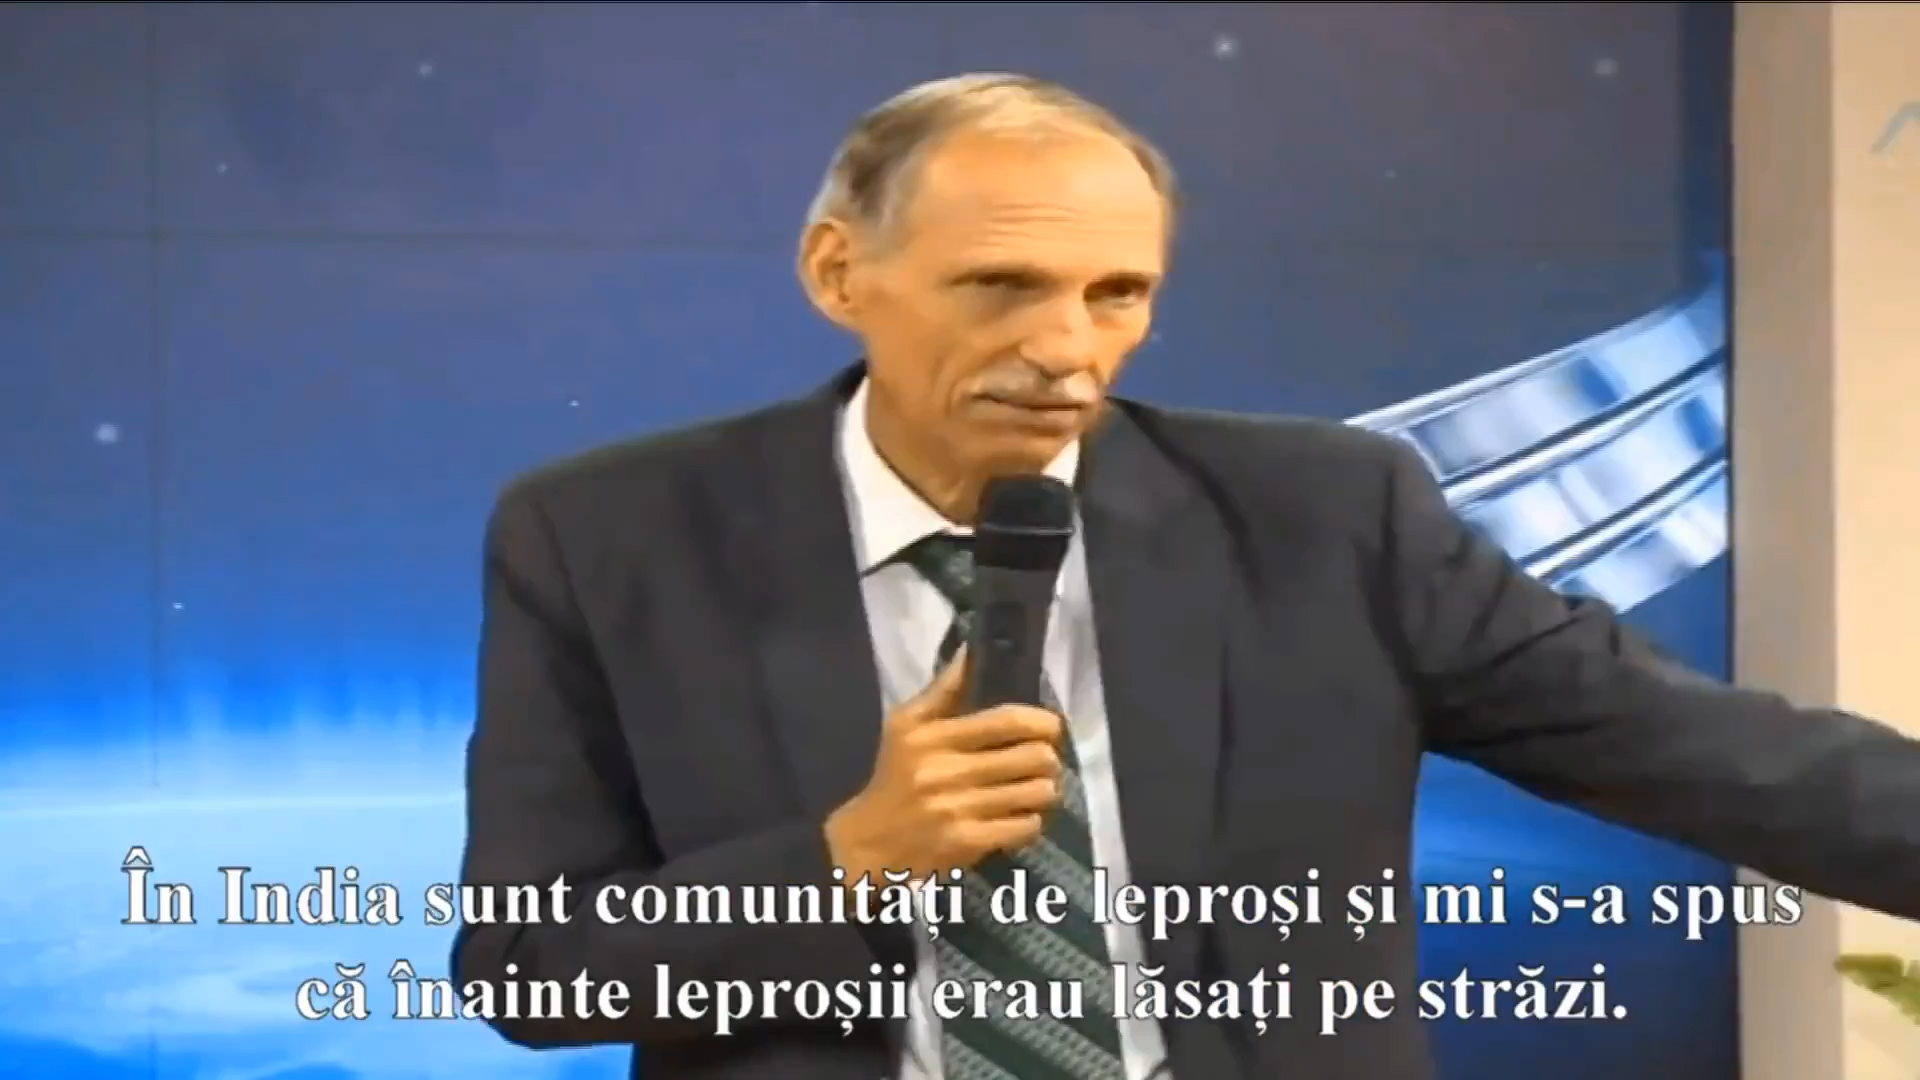 În India sunt comunități de leproși și mi s-a spus
că înainte leproșii erau lăsați pe străzi.